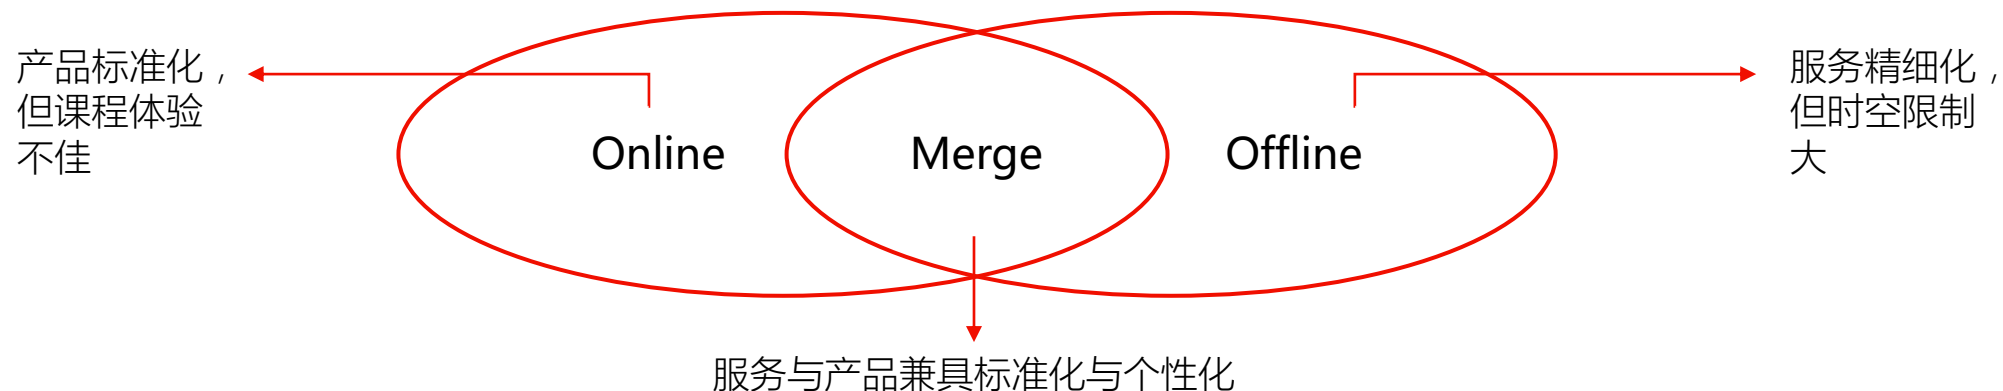 产品标准化，
但课程体验
不佳
Online
Merge
Offline
服务精细化，
但时空限制
大
服务与产品兼具标准化与个性化